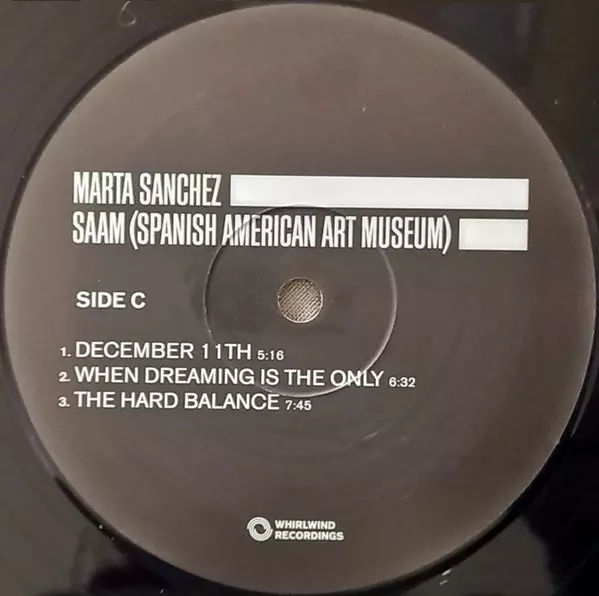 MARTA SANCHEZ
SAAM (SPANISH AMERICAN ART MUSEUM)
SIDE C
1. DECEMBER 11TH 5:16
2. WHEN DREAMING IS THE ONLY 6:32
3. THE HARD BALANCE 7:45
WHIRLWIND
RECORDINGS